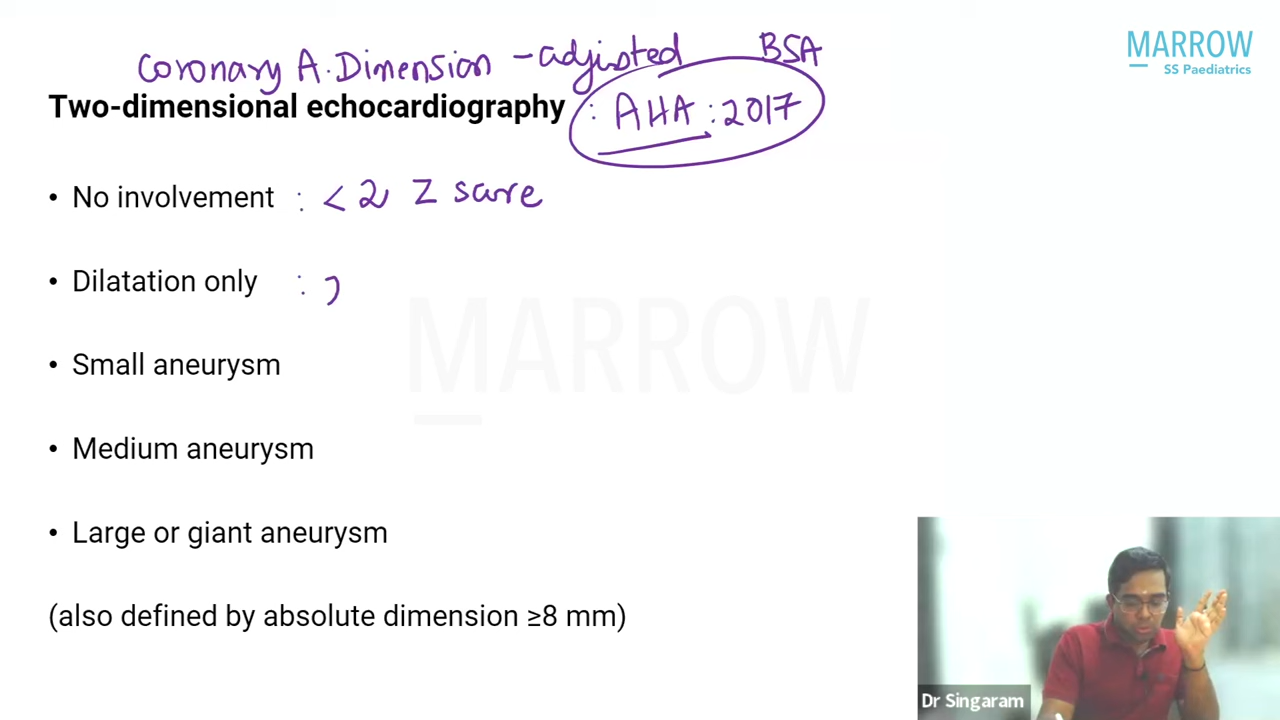 MARROW
SS Paediatrics
Coronary A. Dimension - adjusted BSA
Two-dimensional echocardiography : AHA : 2017
• No involvement : < 2 Z score
• Dilatation only :
• Small aneurysm
MARROW
• Medium aneurysm
• Large or giant aneurysm
(also defined by absolute dimension ≥8 mm)
Dr Singaram